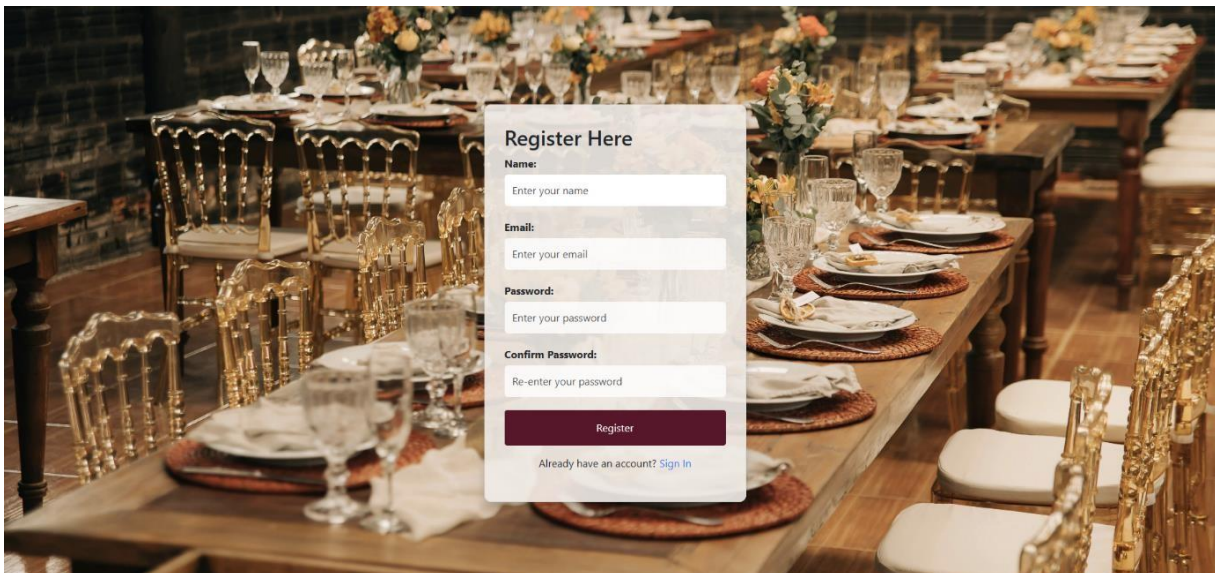 Register Here
Name:
Enter your name
Email:
Enter your email
Password:
Enter your password
Confirm Password:
Re-enter your password
Register
Already have an account? Sign In